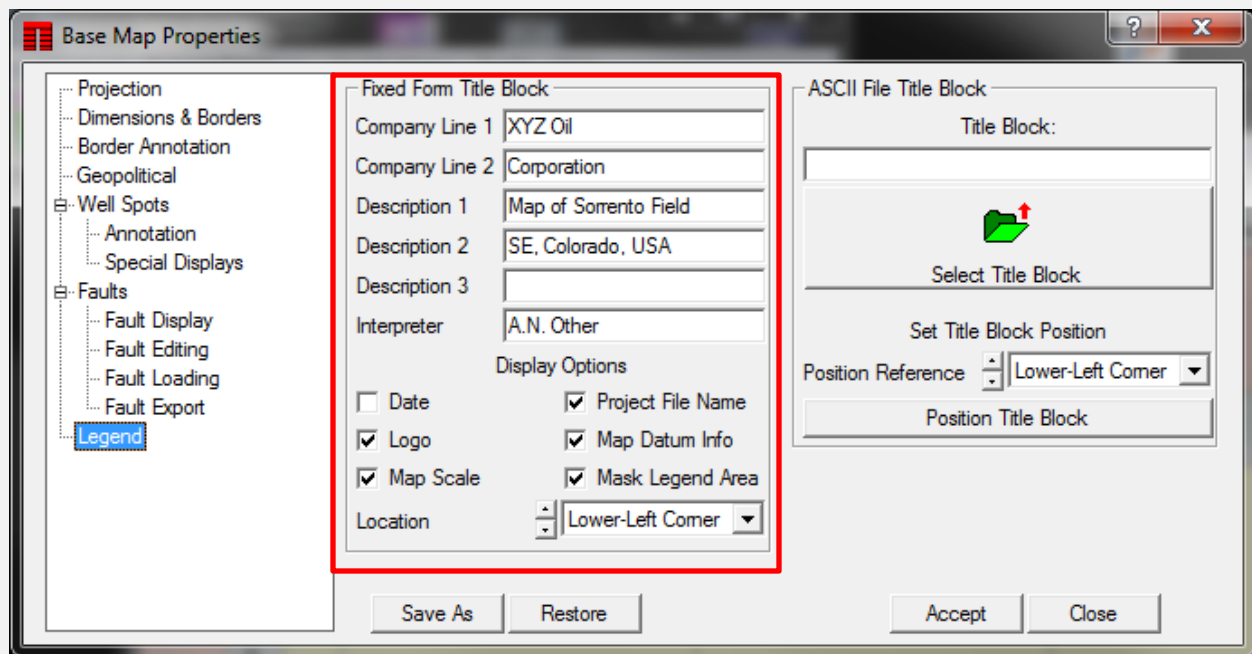 Base Map Properties
?
X
Projection
Dimensions & Borders
Border Annotation
Geopolitical
Well Spots
Annotation
Special Displays
Faults
Fault Display
Fault Editing
Fault Loading
Fault Export
Legend
Fixed Form Title Block
Company Line 1 XYZ Oil
Company Line 2 Corporation
Description 1 Map of Sorrento Field
Description 2 SE, Colorado, USA
Description 3
Interpreter A.N. Other
Display Options
Date Project File Name
Logo Map Datum Info
Map Scale Mask Legend Area
Location Lower-Left Corner
ASCII File Title Block
Title Block:
Select Title Block
Set Title Block Position
Position Reference Lower-Left Corner
Position Title Block
Save As Restore Accept Close